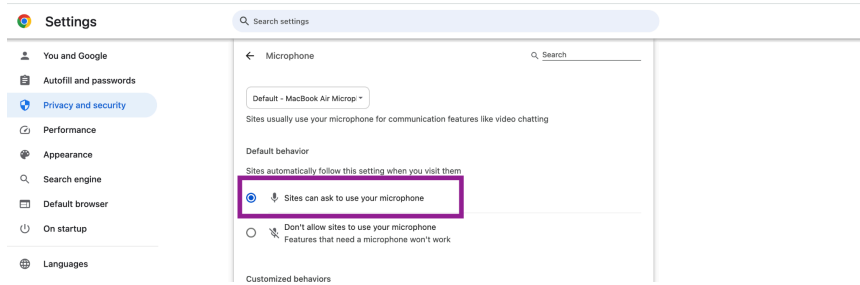 Settings
Search settings
You and Google
Autofill and passwords
Privacy and security
Performance
Appearance
Search engine
Default browser
On startup
Languages
Microphone
Search
Default - MacBook Air Microp
Sites usually use your microphone for communication features like video chatting
Default behavior
Sites automatically follow this setting when you visit them
Sites can ask to use your microphone
Don't allow sites to use your microphone
Features that need a microphone won't work
Customized behaviors